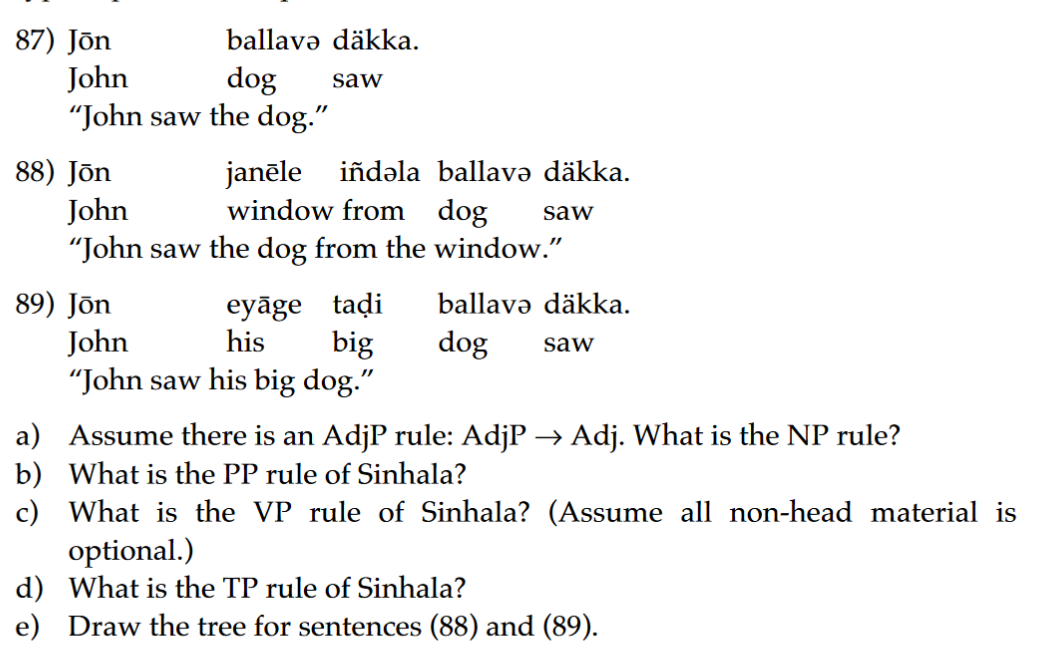 87) Jōn ballavə däkka.
John dog saw
“John saw the dog.”
88) Jōn janēle iñdəla ballavə däkka.
John window from dog saw
“John saw the dog from the window.”
89) Jōn eyāge taḍi ballavə däkka.
John his big dog saw
“John saw his big dog.”
a) Assume there is an AdjP rule: AdjP → Adj. What is the NP rule?
b) What is the PP rule of Sinhala?
c) What is the VP rule of Sinhala? (Assume all non-head material is
optional.)
d) What is the TP rule of Sinhala?
e) Draw the tree for sentences (88) and (89).